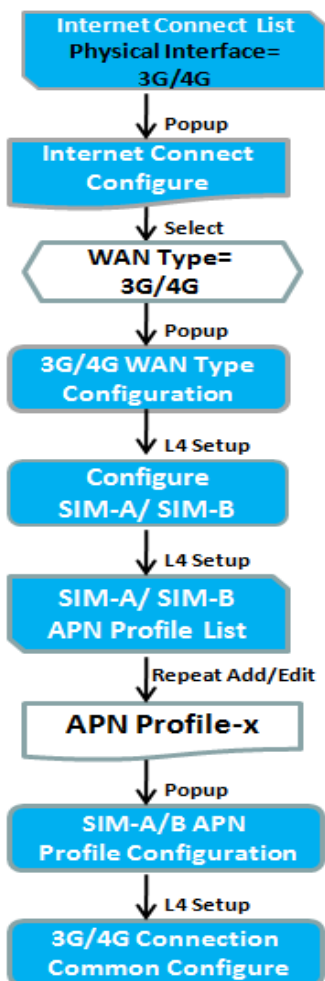 Internet Connect List
Physical Interface=
3G/4G
Popup
Internet Connect
Configure
Select
WAN Type=
3G/4G
Popup
3G/4G WAN Type
Configuration
L4 Setup
Configure
SIM-A/ SIM-B
L4 Setup
SIM-A/ SIM-B
APN Profile List
Repeat Add/Edit
APN Profile-x
Popup
SIM-A/B APN
Profile Configuration
L4 Setup
3G/4G Connection
Common Configure